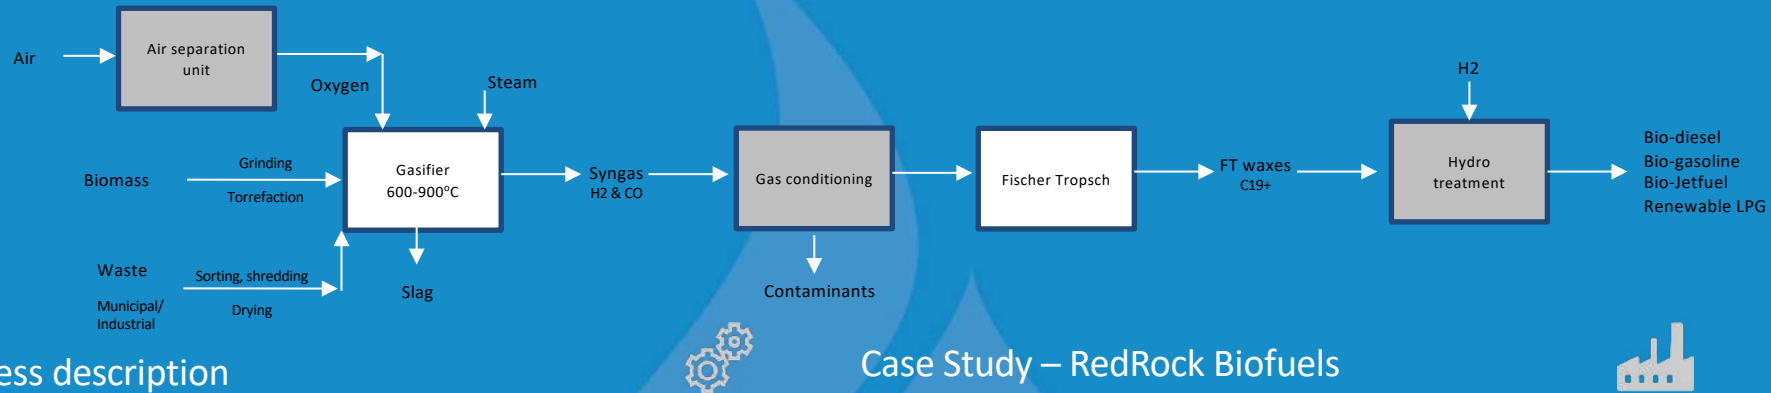 Air
Air separation
unit
Oxygen
Steam
H2
Biomass
Grinding
Torrefaction
Gasifier
600-900°C
Syngas
H2 & CO
Gas conditioning
Fischer Tropsch
FT waxes
C19+
Hydro
treatment
Bio-diesel
Bio-gasoline
Bio-Jetfuel
Renewable LPG
Waste
Municipal/
Industrial
Sorting, shredding
Drying
Slag
Contaminants
ess description
Case Study – RedRock Biofuels